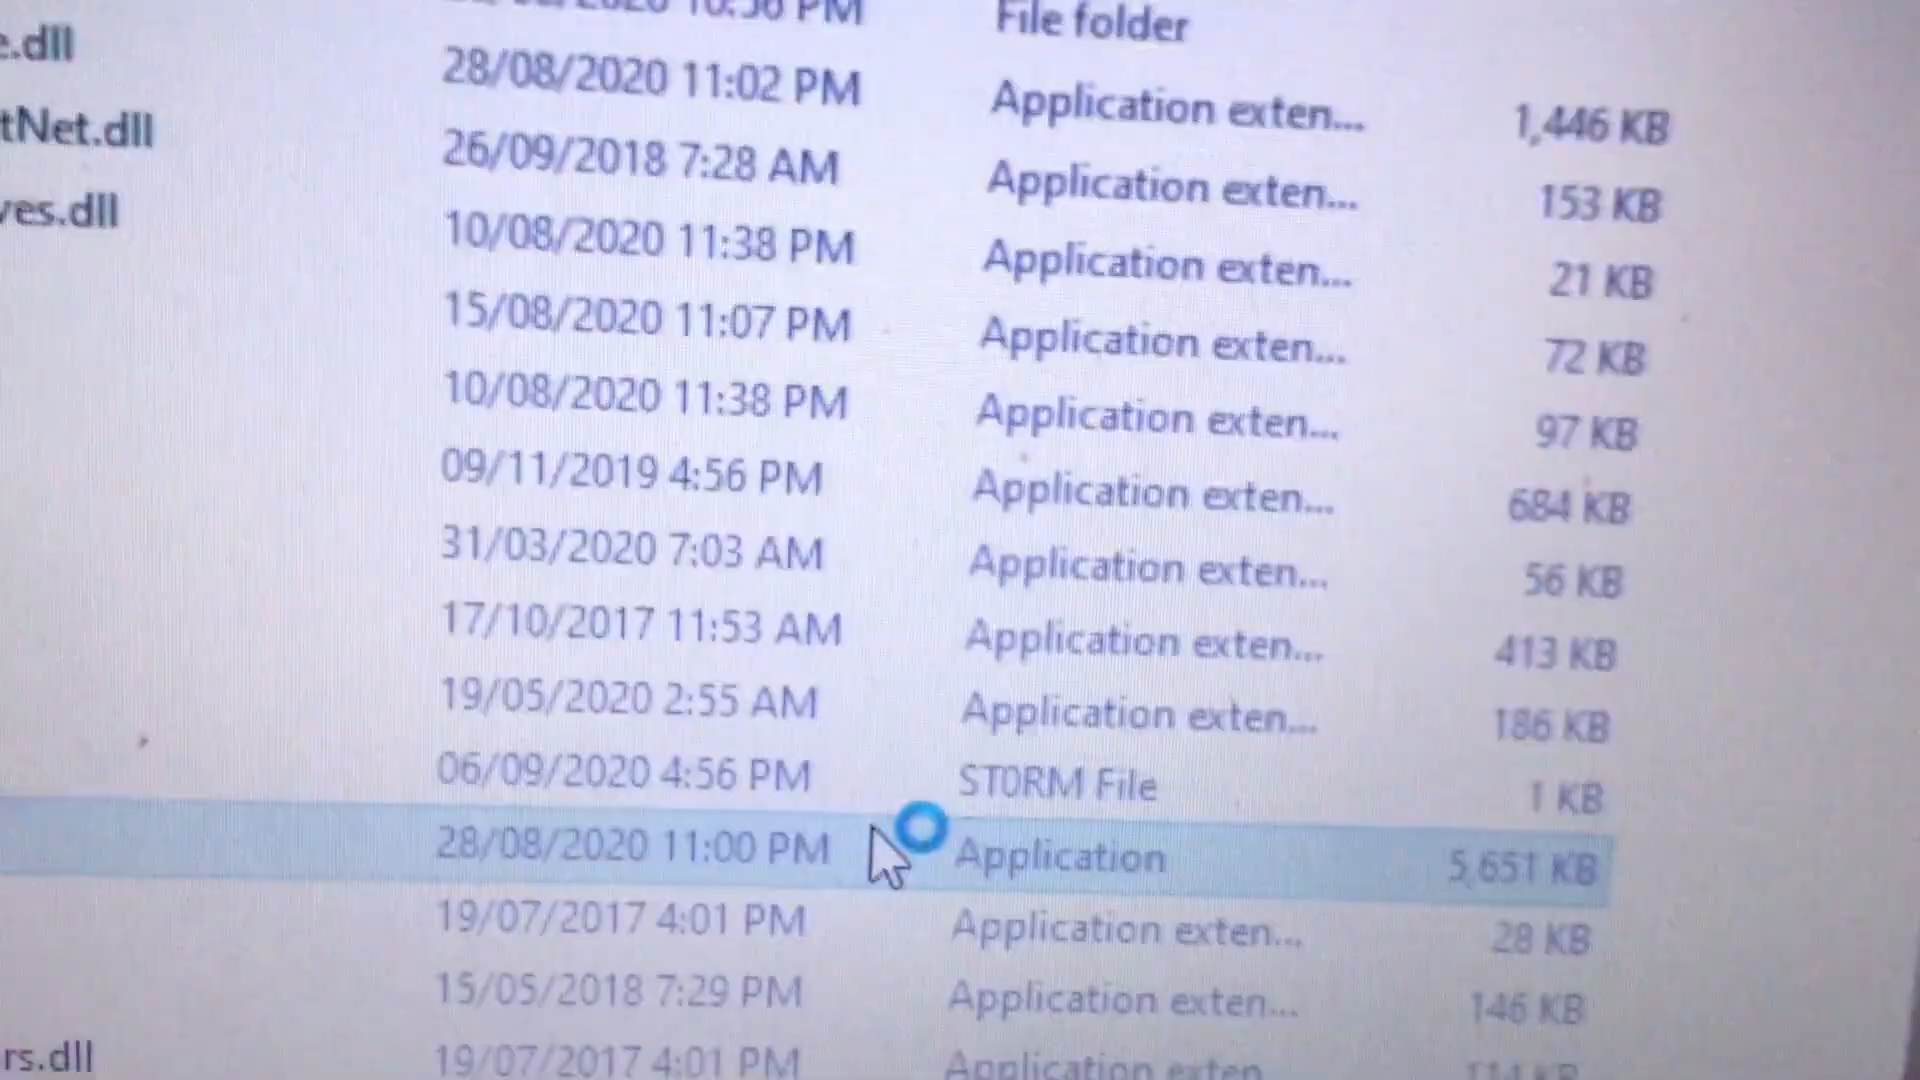 PM File folder
e.dll 28/08/2020 11:02 PM Application exten... 1,446 KB
tNet.dll 26/09/2018 7:28 AM Application exten... 153 KB
ves.dll 10/08/2020 11:38 PM Application exten... 21 KB
15/08/2020 11:07 PM Application exten... 72 KB
10/08/2020 11:38 PM Application exten... 97 KB
09/11/2019 4:56 PM Application exten... 684 KB
31/03/2020 7:03 AM Application exten... 56 KB
17/10/2017 11:53 AM Application exten... 413 KB
19/05/2020 2:55 AM Application exten... 186 KB
06/09/2020 4:56 PM ST0RM File 1 KB
28/08/2020 11:00 PM Application 5,651 KB
19/07/2017 4:01 PM Application exten... 28 KB
15/05/2018 7:29 PM Application exten... 146 KB
rs.dll 19/07/2017 4:01 PM Application exten